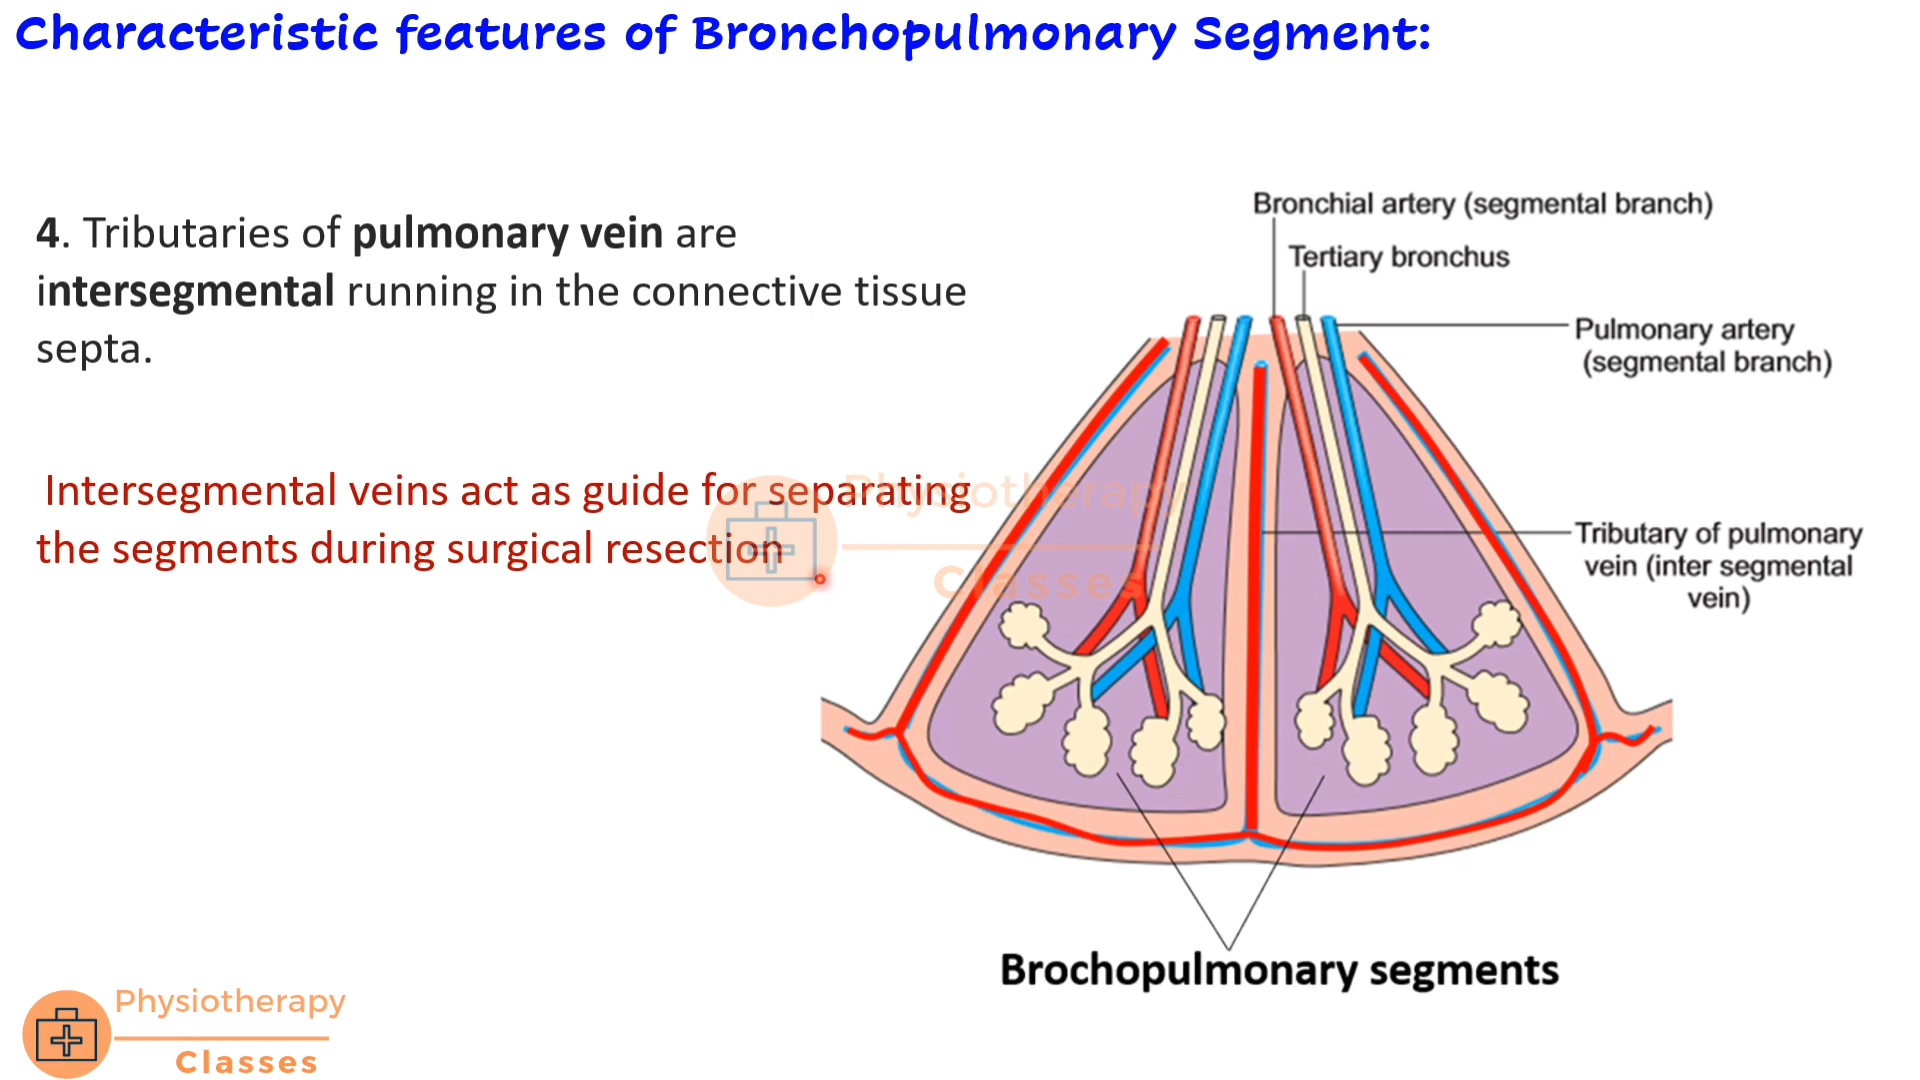 Characteristic features of Bronchopulmonary Segment:
4. Tributaries of pulmonary vein are
intersegmental running in the connective tissue
septa.
Intersegmental veins act as guide for separating
the segments during surgical resection
Bronchial artery (segmental branch)
Tertiary bronchus
Pulmonary artery
(segmental branch)
Tributary of pulmonary
vein (inter segmental
vein)
Brochopulmonary segments
Physiotherapy
Classes
Physiotherapy
Classes